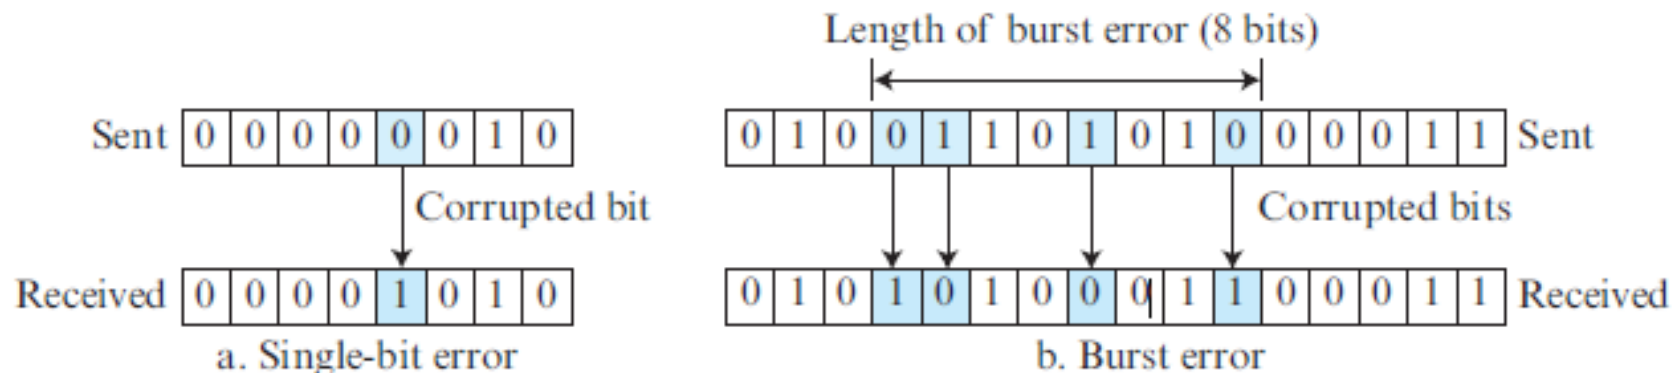 Length of burst error (8 bits)
Sent 0 0 0 0 0 0 1 0
0 1 0 0 1 1 0 1 0 1 0 0 0 0 1 1 Sent
Corrupted bit
Corrupted bits
Received 0 0 0 0 1 0 1 0
0 1 0 1 0 1 0 0 0 1 1 0 0 0 1 1 Received
a. Single-bit error
b. Burst error